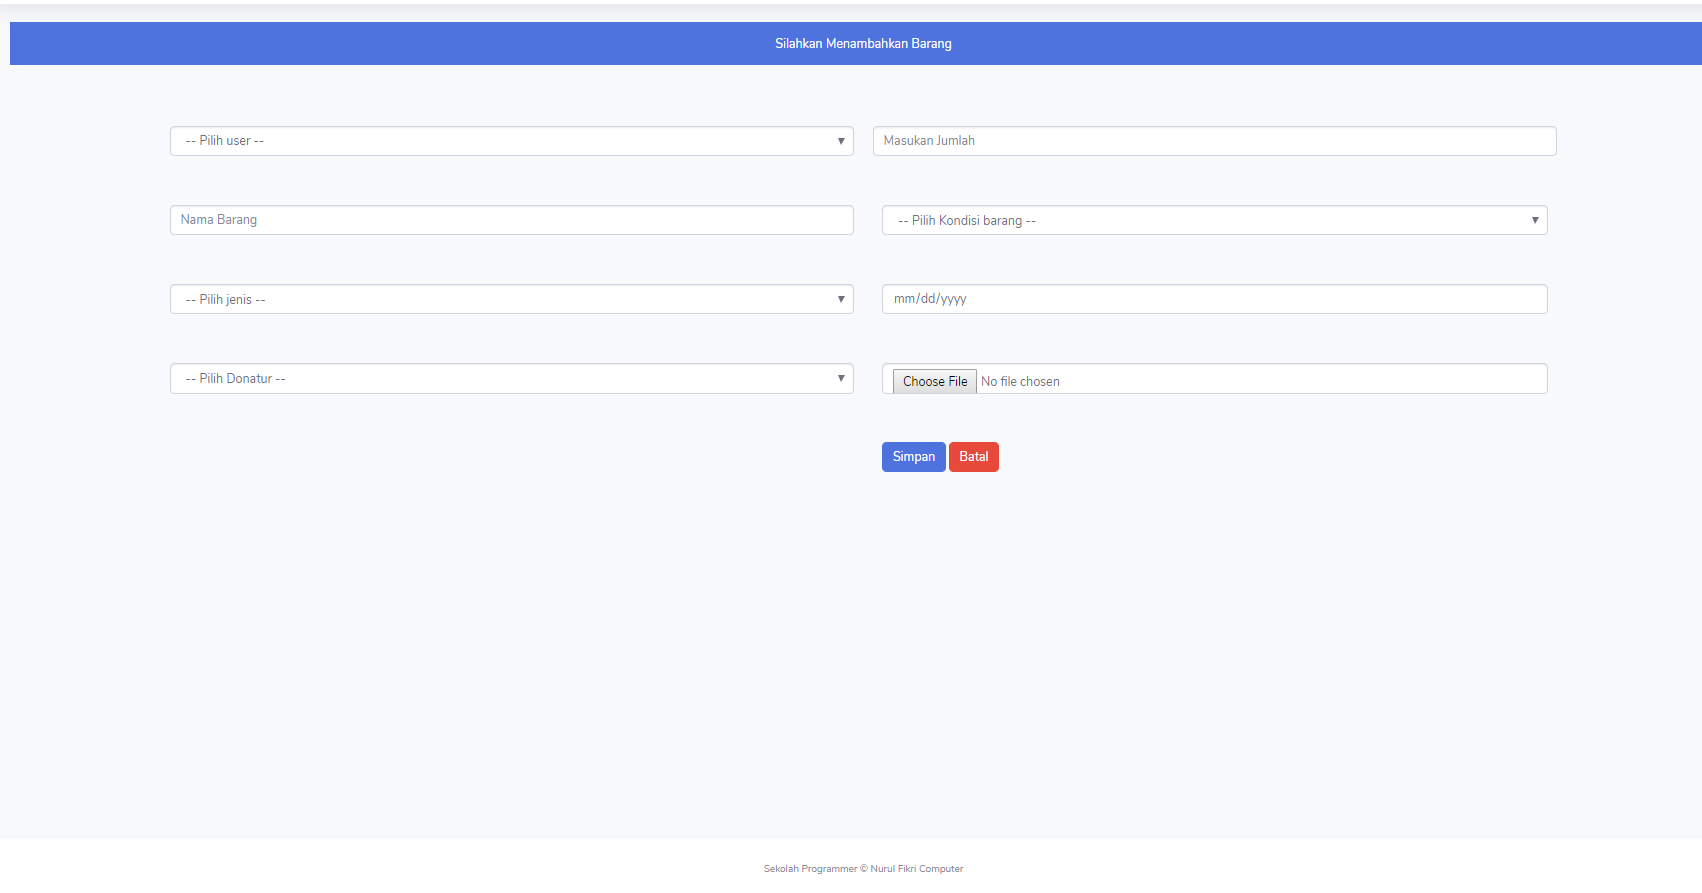 Silahkan Menambahkan Barang
-- Pilih user --
Masukan Jumlah
Nama Barang
-- Pilih Kondisi barang --
-- Pilih jenis --
mm/dd/yyyy
-- Pilih Donatur --
Choose File No file chosen
Simpan Batal
Sekolah Programmer © Nurul Fikri Computer